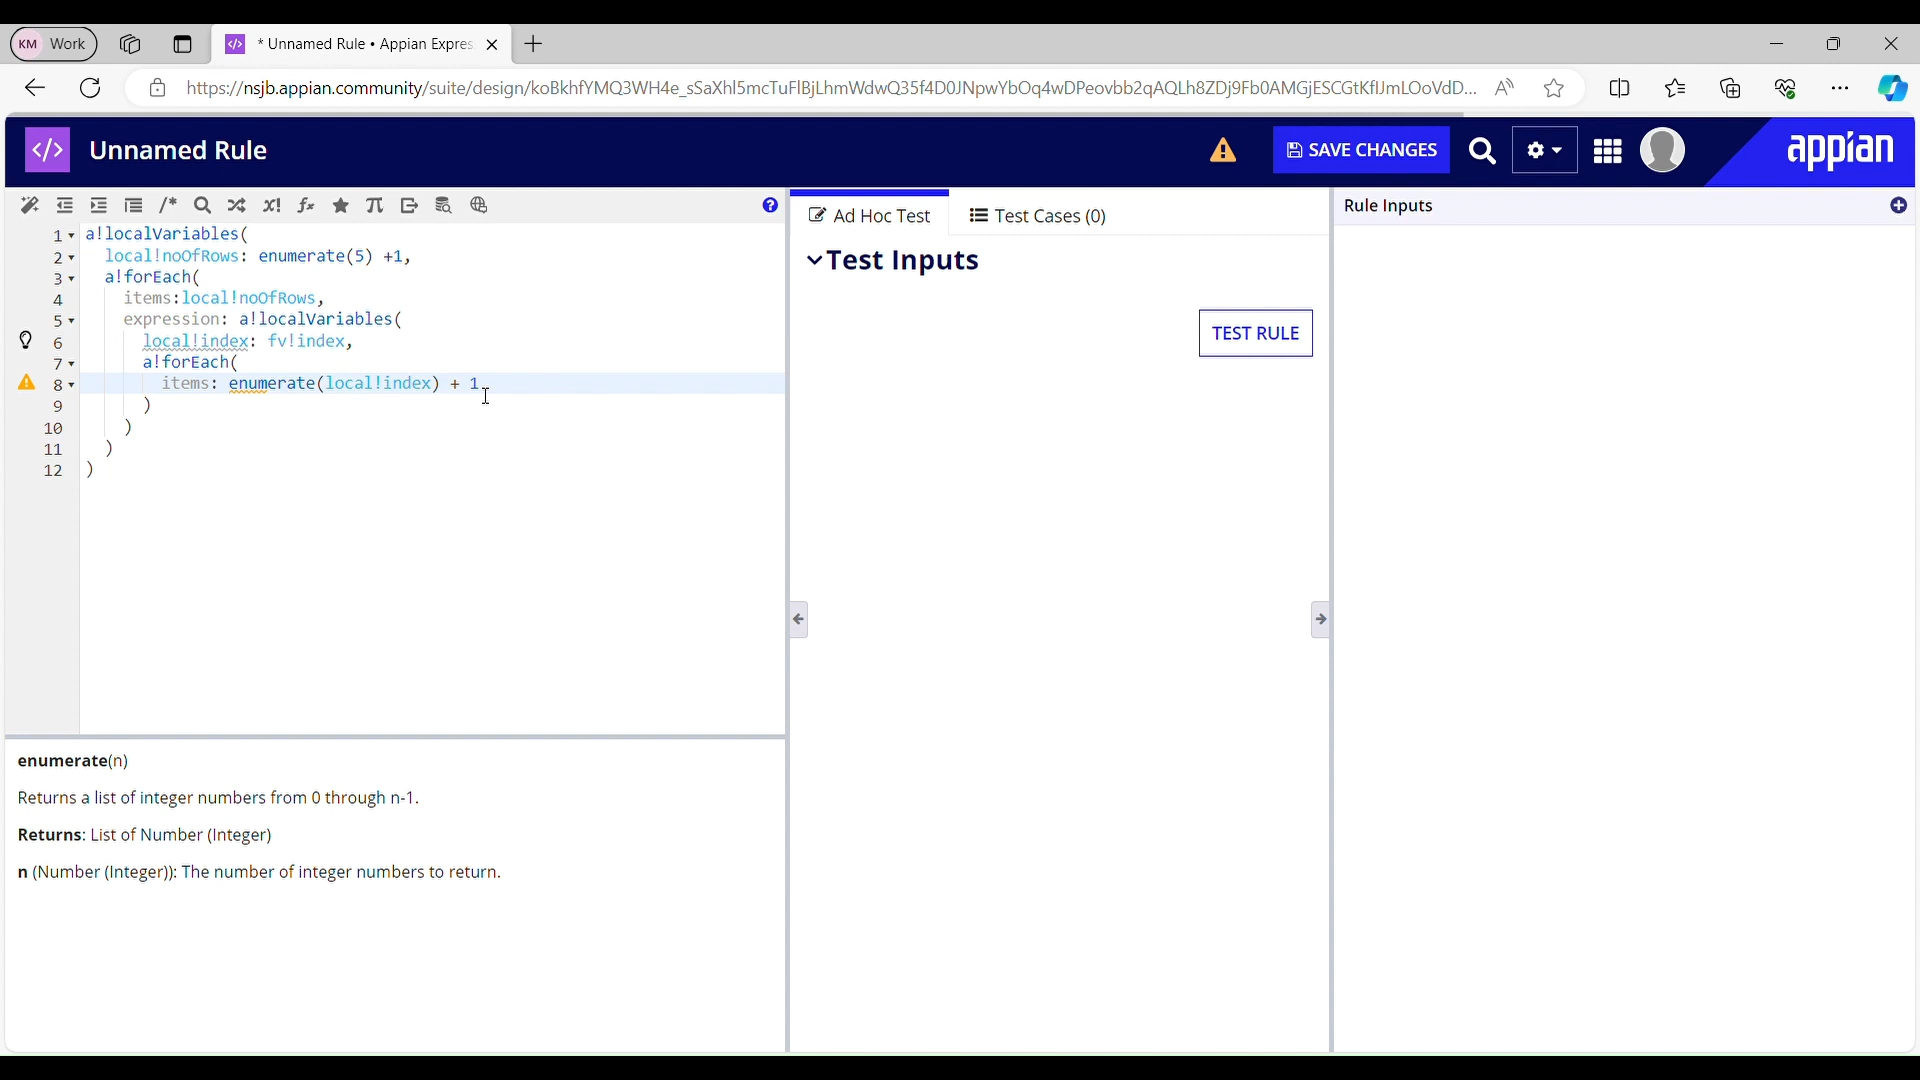 KM Work
* Unnamed Rule • Appian Expres
https://nsjb.appian.community/suite/design/
Unnamed Rule
SAVE CHANGES
appian
Ad Hoc Test
Test Cases (0)
Rule Inputs
1 a!localVariables(
2 local!noOfRows: enumerate(5) +1,
3 a!forEach(
4 items:local!noOfRows,
5 expression: a!localVariables(
6 local!index: fv!index,
7 a!forEach(
8 items: enumerate(local!index) + 1,
9 )
10 )
11 )
12 )
Test Inputs
TEST RULE
enumerate(n)
Returns a list of integer numbers from 0 through n-1.
Returns: List of Number (Integer)
n (Number (Integer)): The number of integer numbers to return.